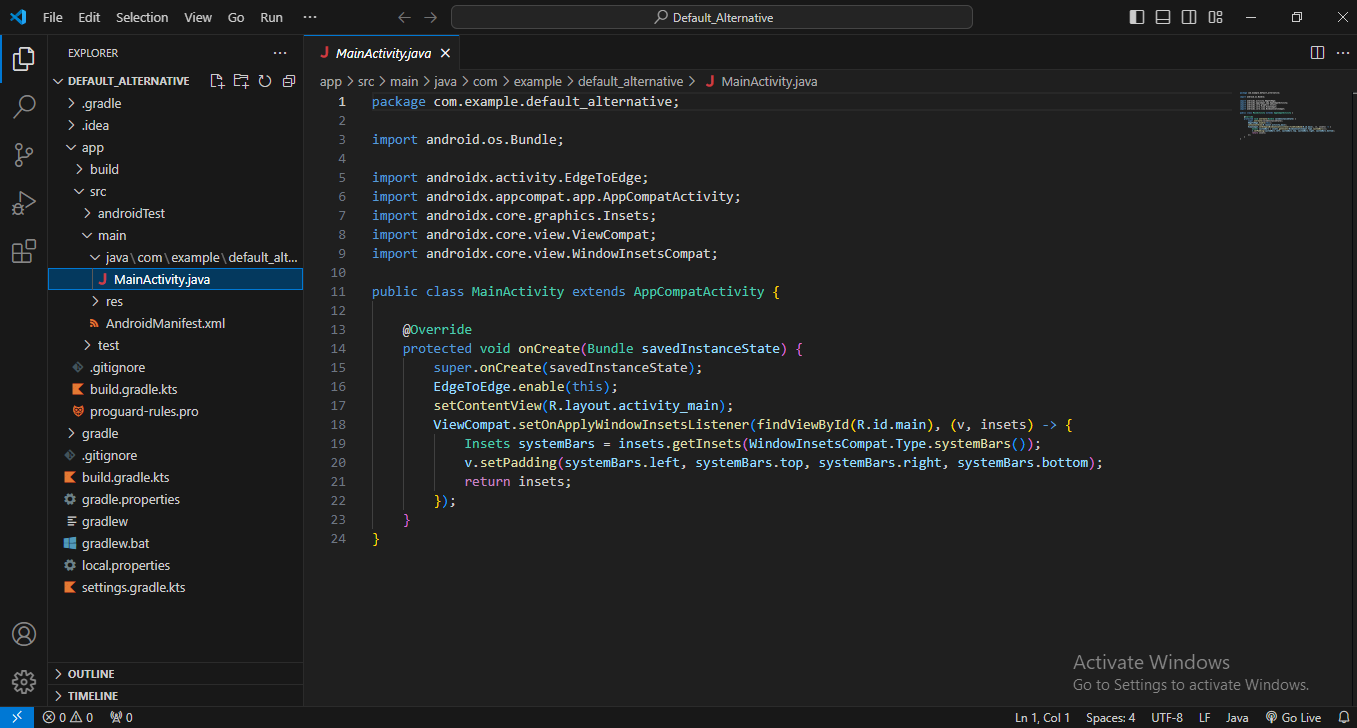 File Edit Selection View Go Run ···
Default_Alternative
EXPLORER ···
DEFAULT_ALTERNATIVE
.gradle
.idea
app
build
src
androidTest
main
java\com\example\default_alt...
J MainActivity.java
res
AndroidManifest.xml
test
.gitignore
build.gradle.kts
proguard-rules.pro
gradle
.gitignore
build.gradle.kts
gradle.properties
gradlew
gradlew.bat
local.properties
settings.gradle.kts
OUTLINE
TIMELINE
J MainActivity.java
app > src > main > java > com > example > default_alternative > J MainActivity.java
1 package com.example.default_alternative;
2
3 import android.os.Bundle;
4
5 import androidx.activity.EdgeToEdge;
6 import androidx.appcompat.app.AppCompatActivity;
7 import androidx.core.graphics.Insets;
8 import androidx.core.view.ViewCompat;
9 import androidx.core.view.WindowInsetsCompat;
10
11 public class MainActivity extends AppCompatActivity {
12
13     @Override
14     protected void onCreate(Bundle savedInstanceState) {
15         super.onCreate(savedInstanceState);
16         EdgeToEdge.enable(this);
17         setContentView(R.layout.activity_main);
18         ViewCompat.setOnApplyWindowInsetsListener(findViewById(R.id.main), (v, insets) -> {
19             Insets systemBars = insets.getInsets(WindowInsetsCompat.Type.systemBars());
20             v.setPadding(systemBars.left, systemBars.top, systemBars.right, systemBars.bottom);
21             return insets;
22         });
23     }
24 }
Activate Windows
Go to Settings to activate Windows.
0 0 0
Ln 1, Col 1 Spaces: 4 UTF-8 LF Java Go Live